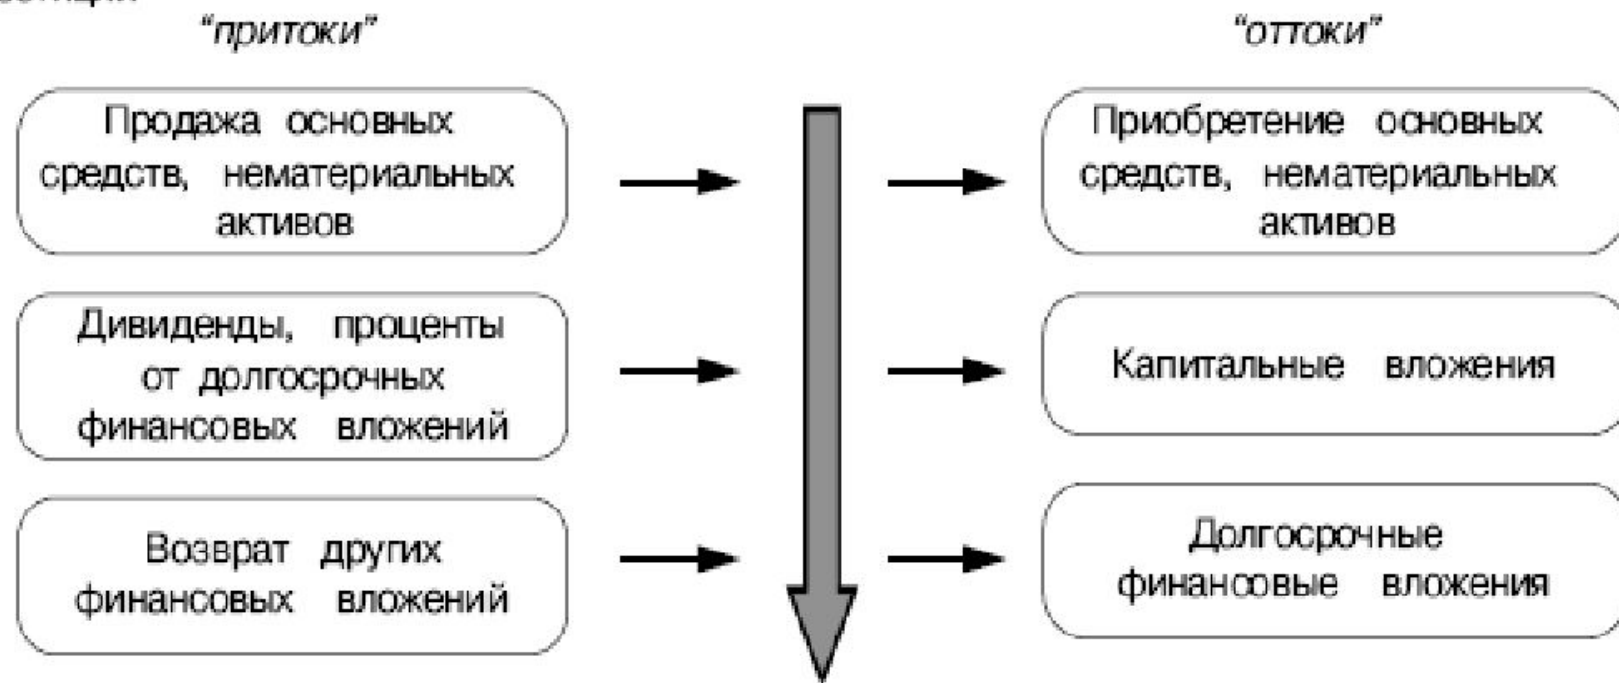 “притоки”
“оттоки”
Продажа основных
средств, нематериальных
активов
Приобретение основных
средств, нематериальных
активов
Дивиденды, проценты
от долгосрочных
финансовых вложений
Капитальные вложения
Возврат других
финансовых вложений
Долгосрочные
финансовые вложения